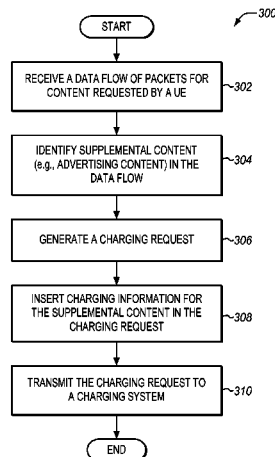 300
START
RECEIVE A DATA FLOW OF PACKETS FOR
CONTENT REQUESTED BY A UE
302
IDENTIFY SUPPLEMENTAL CONTENT
(e.g., ADVERTISING CONTENT) IN THE
DATA FLOW
304
GENERATE A CHARGING REQUEST
306
INSERT CHARGING INFORMATION FOR
THE SUPPLEMENTAL CONTENT IN THE
CHARGING REQUEST
308
TRANSMIT THE CHARGING REQUEST TO
A CHARGING SYSTEM
310
END